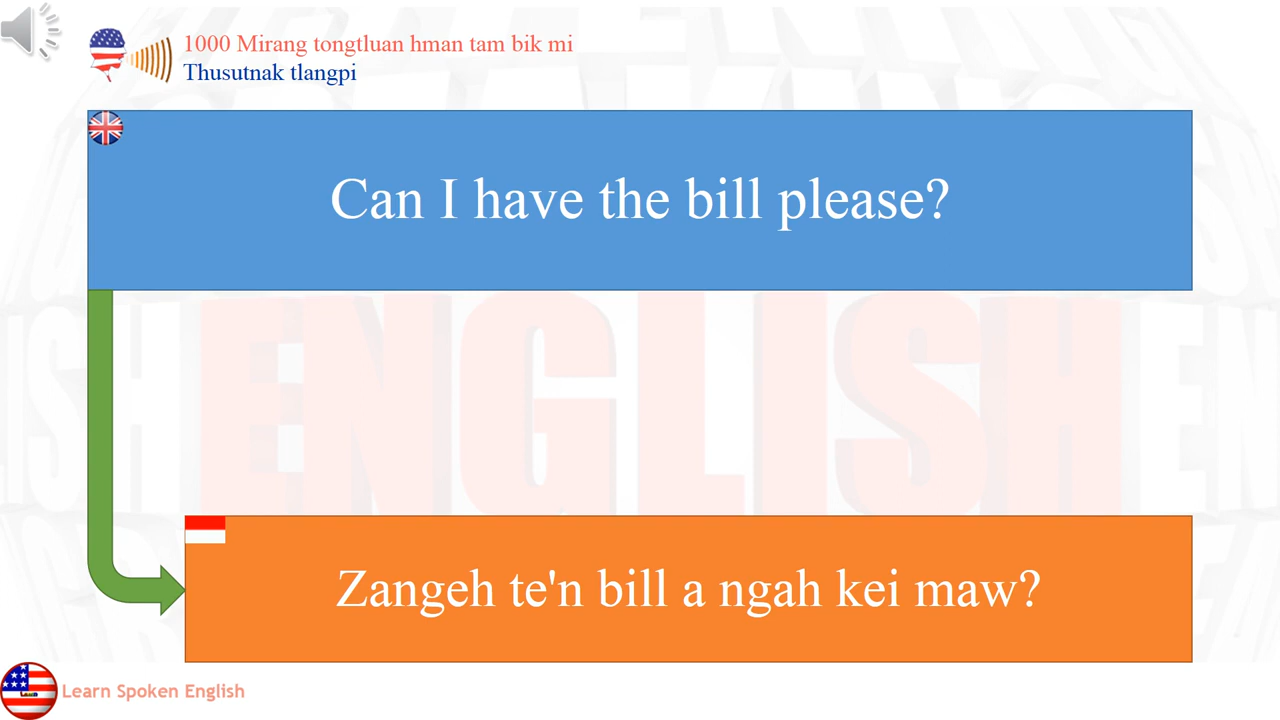 1000 Mirang tongtluan hman tam bik mi
Thusutnak tlangpi
Can I have the bill please?
ENGLISH
Zangeh te'n bill a ngah kei maw?
Learn Spoken English